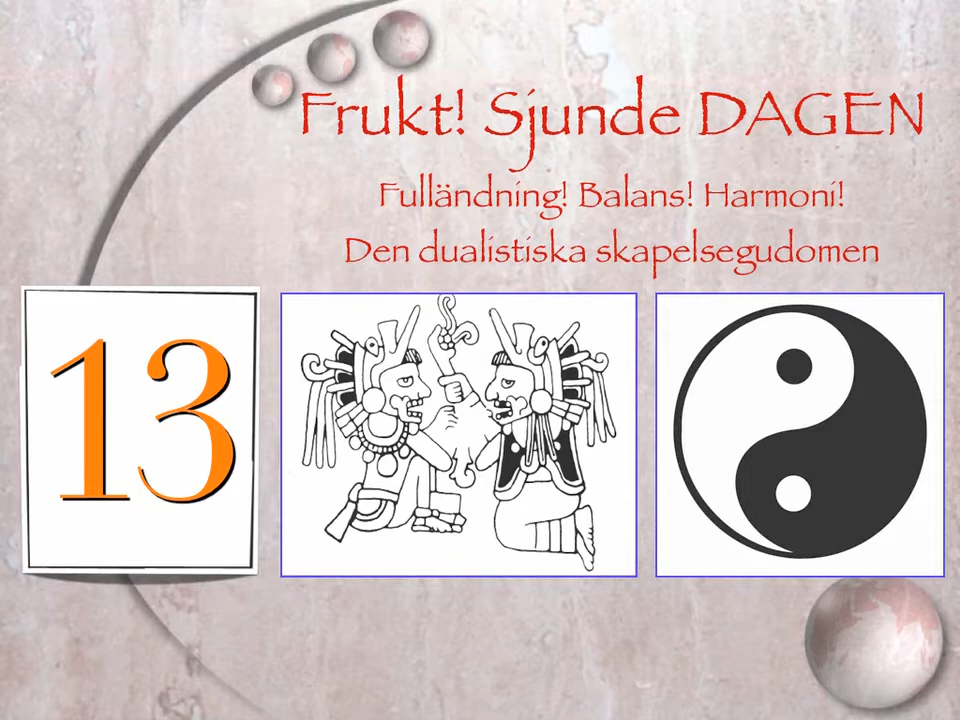 Frukt! Sjunde DAGEN
Fulländning! Balans! Harmoni!
Den dualistiska skapelsegudomen
13